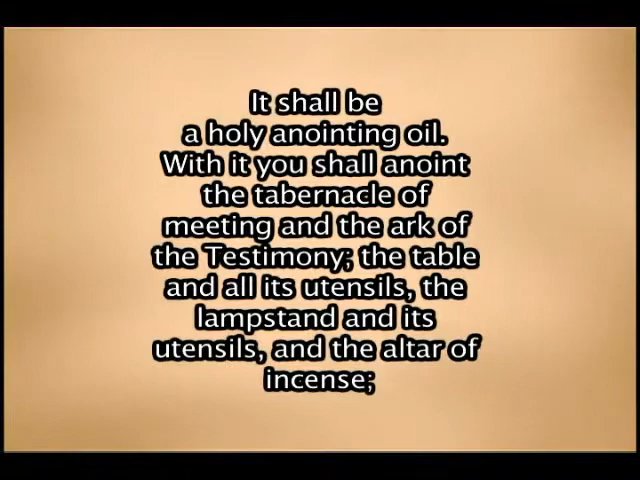 It shall be
a holy anointing oil.
With it you shall anoint
the tabernacle of
meeting and the ark of
the Testimony; the table
and all its utensils, the
lampstand and its
utensils, and the altar of
incense;